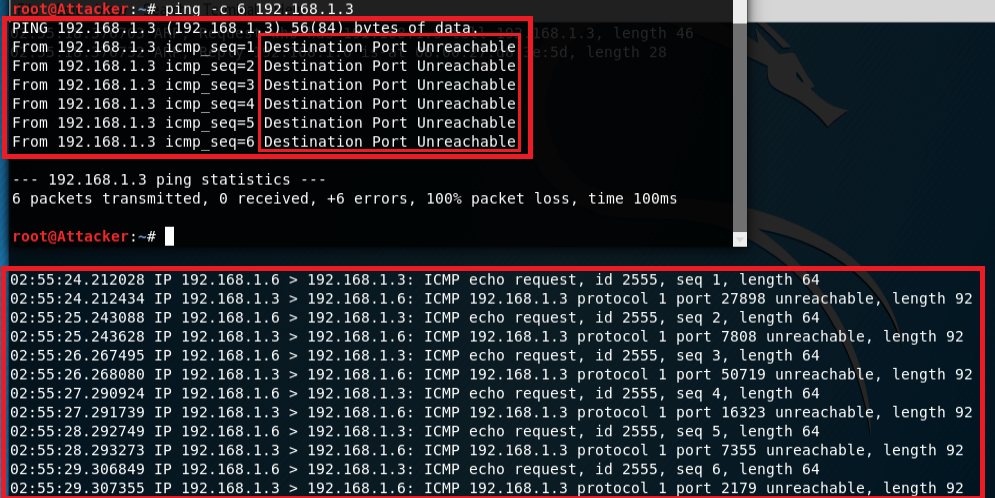 root@Attacker:~# ping -c 6 192.168.1.3
PING 192.168.1.3 (192.168.1.3) 56(84) bytes of data.
From 192.168.1.3 icmp_seq=1 Destination Port Unreachable
From 192.168.1.3 icmp_seq=2 Destination Port Unreachable
From 192.168.1.3 icmp_seq=3 Destination Port Unreachable
From 192.168.1.3 icmp_seq=4 Destination Port Unreachable
From 192.168.1.3 icmp_seq=5 Destination Port Unreachable
From 192.168.1.3 icmp_seq=6 Destination Port Unreachable
--- 192.168.1.3 ping statistics ---
6 packets transmitted, 0 received, +6 errors, 100% packet loss, time 100ms
root@Attacker:~#
02:55:24.212028 IP 192.168.1.6 > 192.168.1.3: ICMP echo request, id 2555, seq 1, length 64
02:55:24.212434 IP 192.168.1.3 > 192.168.1.6: ICMP 192.168.1.3 protocol 1 port 27898 unreachable, length 92
02:55:25.243088 IP 192.168.1.6 > 192.168.1.3: ICMP echo request, id 2555, seq 2, length 64
02:55:25.243628 IP 192.168.1.3 > 192.168.1.6: ICMP 192.168.1.3 protocol 1 port 7808 unreachable, length 92
02:55:26.267495 IP 192.168.1.6 > 192.168.1.3: ICMP echo request, id 2555, seq 3, length 64
02:55:26.268080 IP 192.168.1.3 > 192.168.1.6: ICMP 192.168.1.3 protocol 1 port 50719 unreachable, length 92
02:55:27.290924 IP 192.168.1.6 > 192.168.1.3: ICMP echo request, id 2555, seq 4, length 64
02:55:27.291739 IP 192.168.1.3 > 192.168.1.6: ICMP 192.168.1.3 protocol 1 port 16323 unreachable, length 92
02:55:28.292749 IP 192.168.1.6 > 192.168.1.3: ICMP echo request, id 2555, seq 5, length 64
02:55:28.293273 IP 192.168.1.3 > 192.168.1.6: ICMP 192.168.1.3 protocol 1 port 7355 unreachable, length 92
02:55:29.306849 IP 192.168.1.6 > 192.168.1.3: ICMP echo request, id 2555, seq 6, length 64
02:55:29.307355 IP 192.168.1.3 > 192.168.1.6: ICMP 192.168.1.3 protocol 1 port 2179 unreachable, length 92